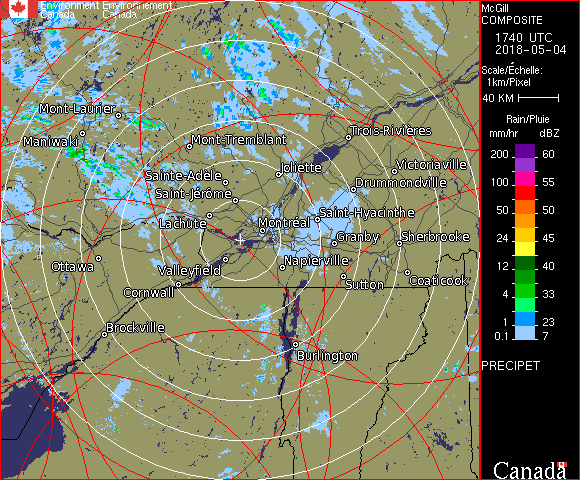 Environment Environnement
Canada Canada
McGill
COMPOSITE
1740 UTC
2018-05-04
Scale/Échelle:
1km/Pixel
40 KM
Rain/Pluie
mm/hr dBZ
200 60
150 55
100 55
50 50
24 45
12 40
4 33
1 23
0.1 7
PRECIPET
Canada
Mont-Laurier
Maniwaki
Mont-Tremblant
Trois-Rivières
Joliette
Victoriaville
Sainte-Adèle
Drummondville
Saint-Jérôme
Saint-Hyacinthe
Lachute
Montréal
Granby
Sherbrooke
Ottawa
Valleyfield
Napierville
Cornwall
Sutton
Coaticook
Brockville
Burlington